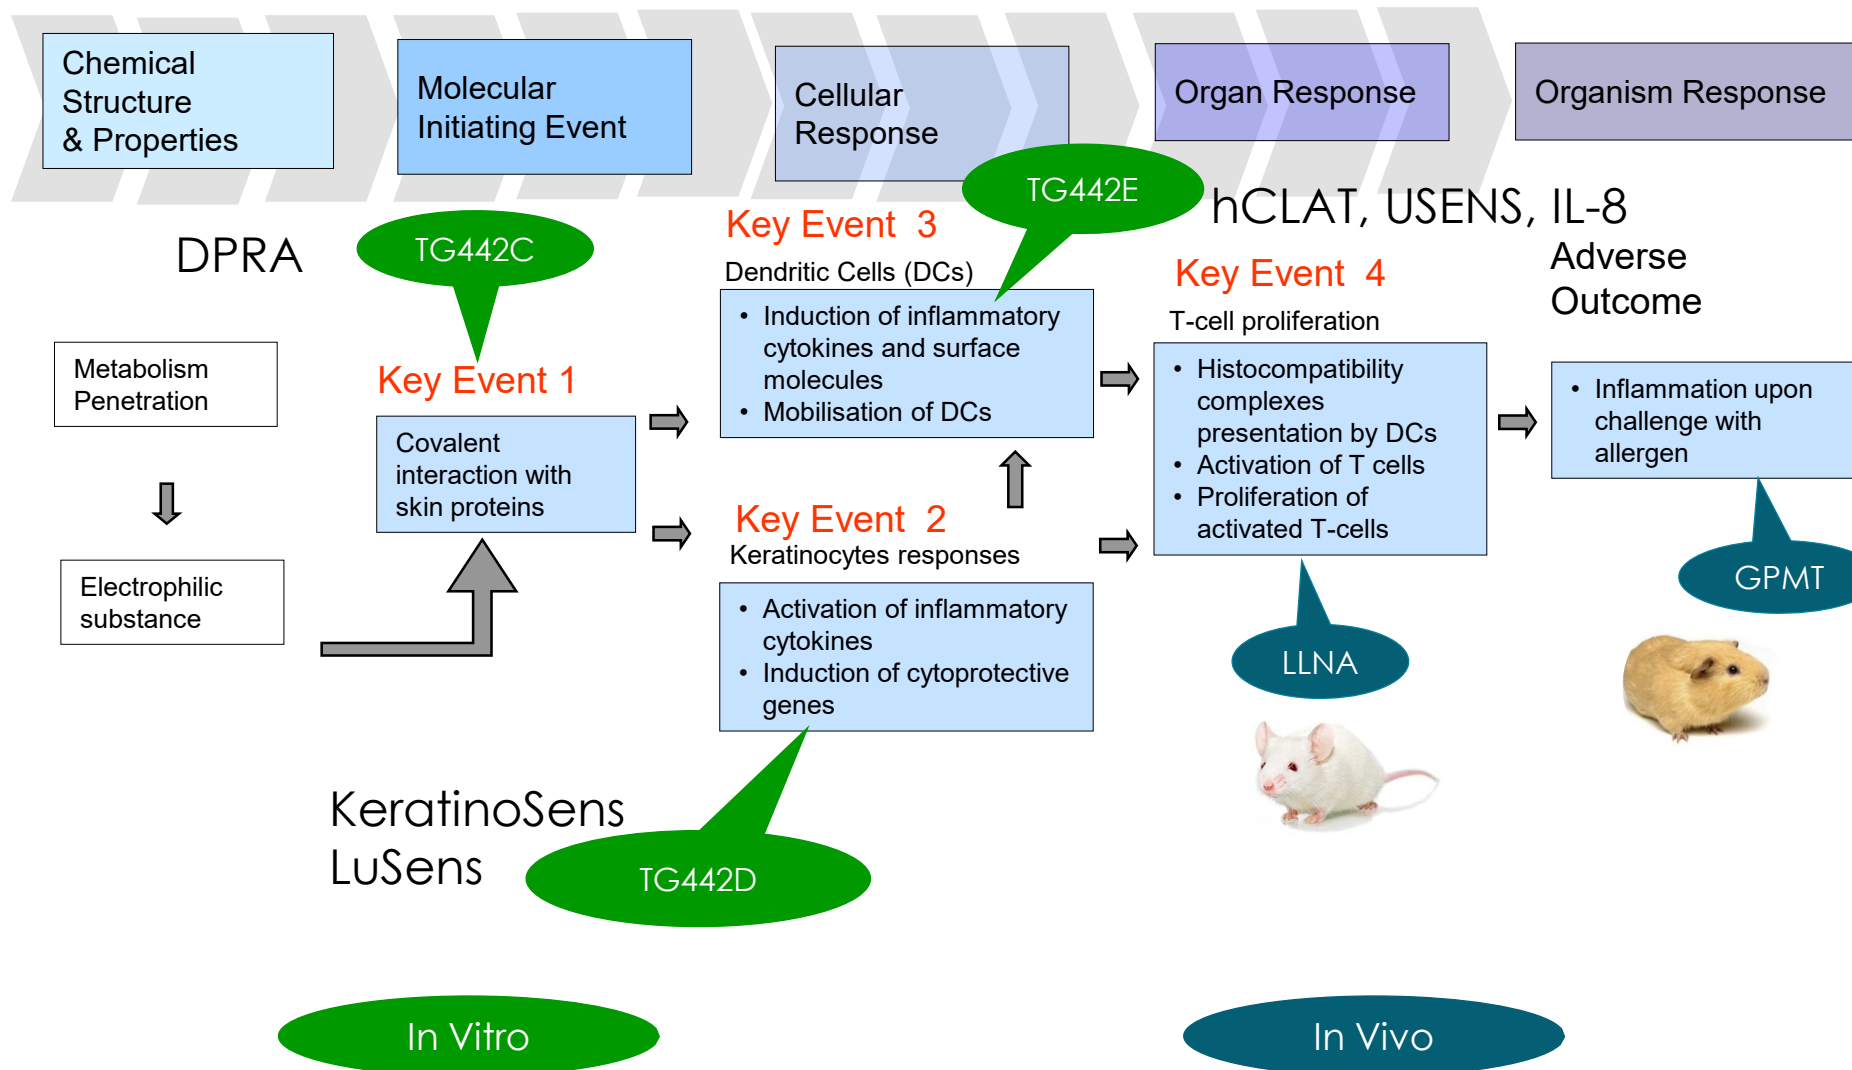 Chemical
Structure
& Properties
Molecular
Initiating Event
Cellular
Response
Organ Response
Organism Response
DPRA
TG442C
TG442E
hCLAT, USENS, IL-8
Key Event 1
Covalent
interaction with
skin proteins
Metabolism
Penetration
Electrophilic
substance
Key Event 3
Dendritic Cells (DCs)
• Induction of inflammatory
cytokines and surface
molecules
• Mobilisation of DCs
Key Event 2
Keratinocytes responses
• Activation of inflammatory
cytokines
• Induction of cytoprotective
genes
Key Event 4
T-cell proliferation
• Histocompatibility
complexes
presentation by DCs
• Activation of T cells
• Proliferation of
activated T-cells
Adverse
Outcome
• Inflammation upon
challenge with
allergen
GPMT
LLNA
KeratinoSens
LuSens
TG442D
In Vitro
In Vivo